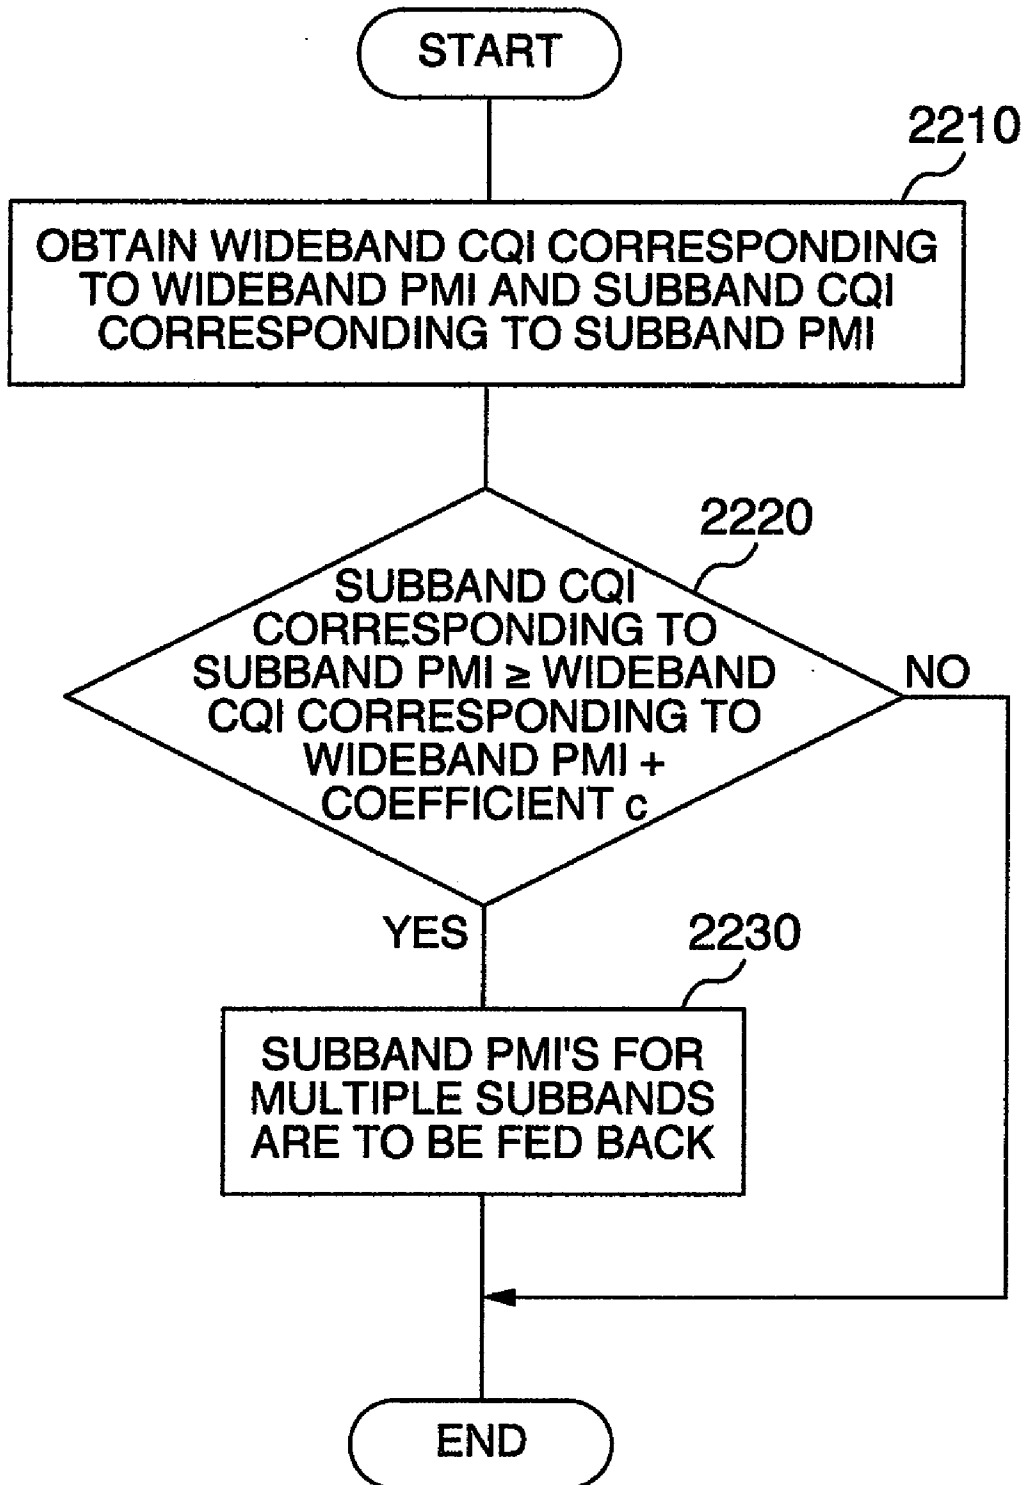 START
2210
OBTAIN WIDEBAND CQI CORRESPONDING
TO WIDEBAND PMI AND SUBBAND CQI
CORRESPONDING TO SUBBAND PMI
2220
SUBBAND CQI
CORRESPONDING TO
SUBBAND PMI ≥ WIDEBAND
CQI CORRESPONDING TO
WIDEBAND PMI +
COEFFICIENT c
NO
YES
2230
SUBBAND PMI'S FOR
MULTIPLE SUBBANDS
ARE TO BE FED BACK
END